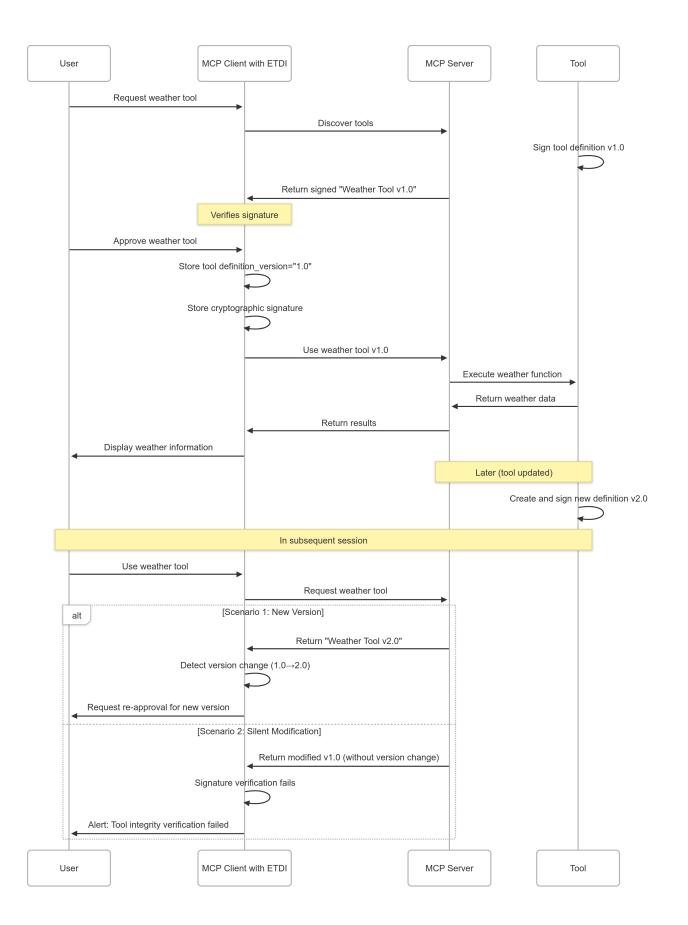 User
MCP Client with ETDI
MCP Server
Tool
Request weather tool
Discover tools
Sign tool definition v1.0
Return signed "Weather Tool v1.0"
Verifies signature
Approve weather tool
Store tool definition_version="1.0"
Store cryptographic signature
Use weather tool v1.0
Execute weather function
Return weather data
Return results
Display weather information
Later (tool updated)
Create and sign new definition v2.0
In subsequent session
Use weather tool
Request weather tool
alt
[Scenario 1: New Version]
Return "Weather Tool v2.0"
Detect version change (1.0→2.0)
Request re-approval for new version
[Scenario 2: Silent Modification]
Return modified v1.0 (without version change)
Signature verification fails
Alert: Tool integrity verification failed
User
MCP Client with ETDI
MCP Server
Tool